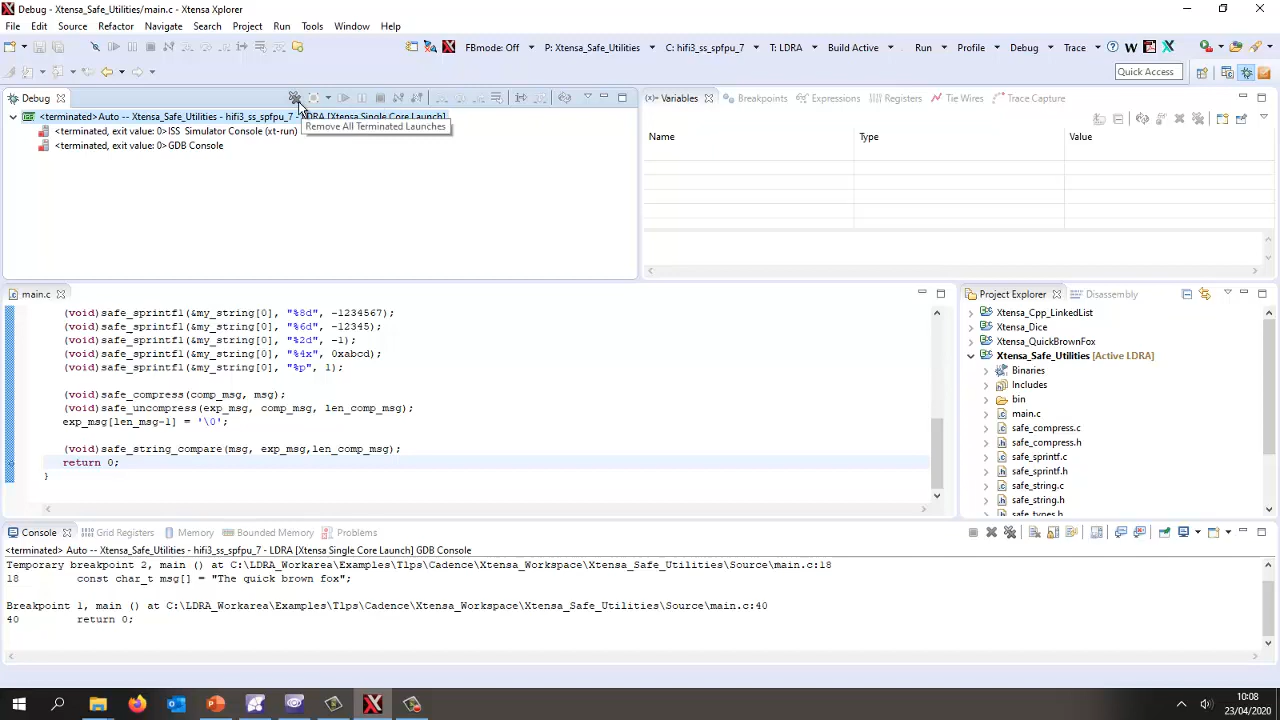 Debug - Xtensa_Safe_Utilities/main.c - Xtensa Xplorer
File Edit Source Refactor Navigate Search Project Run Tools Window Help
FBmode: Off P: Xtensa_Safe_Utilities C: hifi3_ss_spfpu_7 T: LDRA Build Active Run Profile Debug Trace
Quick Access
Debug
<terminated>Auto -- Xtensa_Safe_Utilities - hifi3_ss_spfpu_7 - LDRA [Xtensa Single Core Launch]
Remove All Terminated Launches
<terminated, exit value: 0>ISS Simulator Console (xt-run)
<terminated, exit value: 0>GDB Console
Variables Breakpoints Expressions Registers Tie Wires Trace Capture
Name Type Value
main.c
(void)safe_sprintf1(&my_string[0], "%8d", -1234567);
(void)safe_sprintf1(&my_string[0], "%6d", -12345);
(void)safe_sprintf1(&my_string[0], "%2d", -1);
(void)safe_sprintf1(&my_string[0], "%4x", 0xabcd);
(void)safe_sprintf1(&my_string[0], "%p", 1);
(void)safe_compress(comp_msg, msg);
(void)safe_uncompress(exp_msg, comp_msg, len_comp_msg);
exp_msg[len_msg-1] = '\0';
(void)safe_string_compare(msg, exp_msg,len_comp_msg);
return 0;
}
Project Explorer Disassembly
Xtensa_Cpp_LinkedList
Xtensa_Dice
Xtensa_QuickBrownFox
Xtensa_Safe_Utilities [Active LDRA]
Binaries
Includes
bin
main.c
safe_compress.c
safe_compress.h
safe_sprintf.c
safe_sprintf.h
safe_string.c
safe_string.h
safe_types.h
Console Grid Registers Memory Bounded Memory Problems
<terminated> Auto -- Xtensa_Safe_Utilities - hifi3_ss_spfpu_7 - LDRA [Xtensa Single Core Launch] GDB Console
Temporary breakpoint 2, main () at C:\LDRA_Workarea\Examples\Tlps\Cadence\Xtensa_Workspace\Xtensa_Safe_Utilities\Source\main.c:18
18 const char_t msg[] = "The quick brown fox";
Breakpoint 1, main () at C:\LDRA_Workarea\Examples\Tlps\Cadence\Xtensa_Workspace\Xtensa_Safe_Utilities\Source\main.c:40
40 return 0;
10:08
23/04/2020